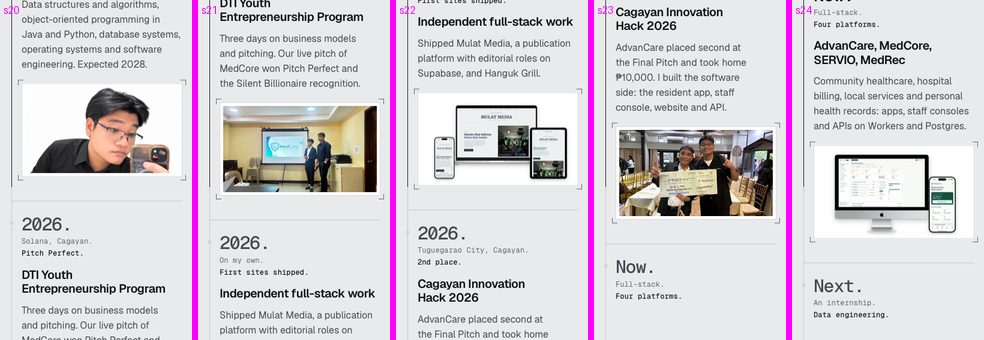 s20
Data structures and algorithms,
object-oriented programming in
Java and Python, database systems,
operating systems and software
engineering. Expected 2028.
2026.
Solana, Cagayan.
Pitch Perfect.
DTI Youth
Entrepreneurship Program
Three days on business models
and pitching. Our live pitch of
MedCore won Pitch Perfect and
s21
DTI Youth
Entrepreneurship Program
Three days on business models
and pitching. Our live pitch of
MedCore won Pitch Perfect and
the Silent Billionaire recognition.
MedCore
2026.
On my own.
First sites shipped.
Independent full-stack work
Shipped Mulat Media, a publication
platform with editorial roles on
s22
First sites shipped.
Independent full-stack work
Shipped Mulat Media, a publication
platform with editorial roles on
Supabase, and Hanguk Grill.
MULAT MEDIA
2026.
Tuguegarao City, Cagayan.
2nd place.
Cagayan Innovation
Hack 2026
AdvanCare placed second at
the Final Pitch and took home
s23
Cagayan Innovation
Hack 2026
AdvanCare placed second at
the Final Pitch and took home
₱10,000. I built the software
side: the resident app, staff
console, website and API.
Now.
Full-stack.
Four platforms.
s24
Now.
Full-stack.
Four platforms.
AdvanCare, MedCore,
SERVIO, MedRec
Community healthcare, hospital
billing, local services and personal
health records: apps, staff consoles
and APIs on Workers and Postgres.
Next.
An internship.
Data engineering.